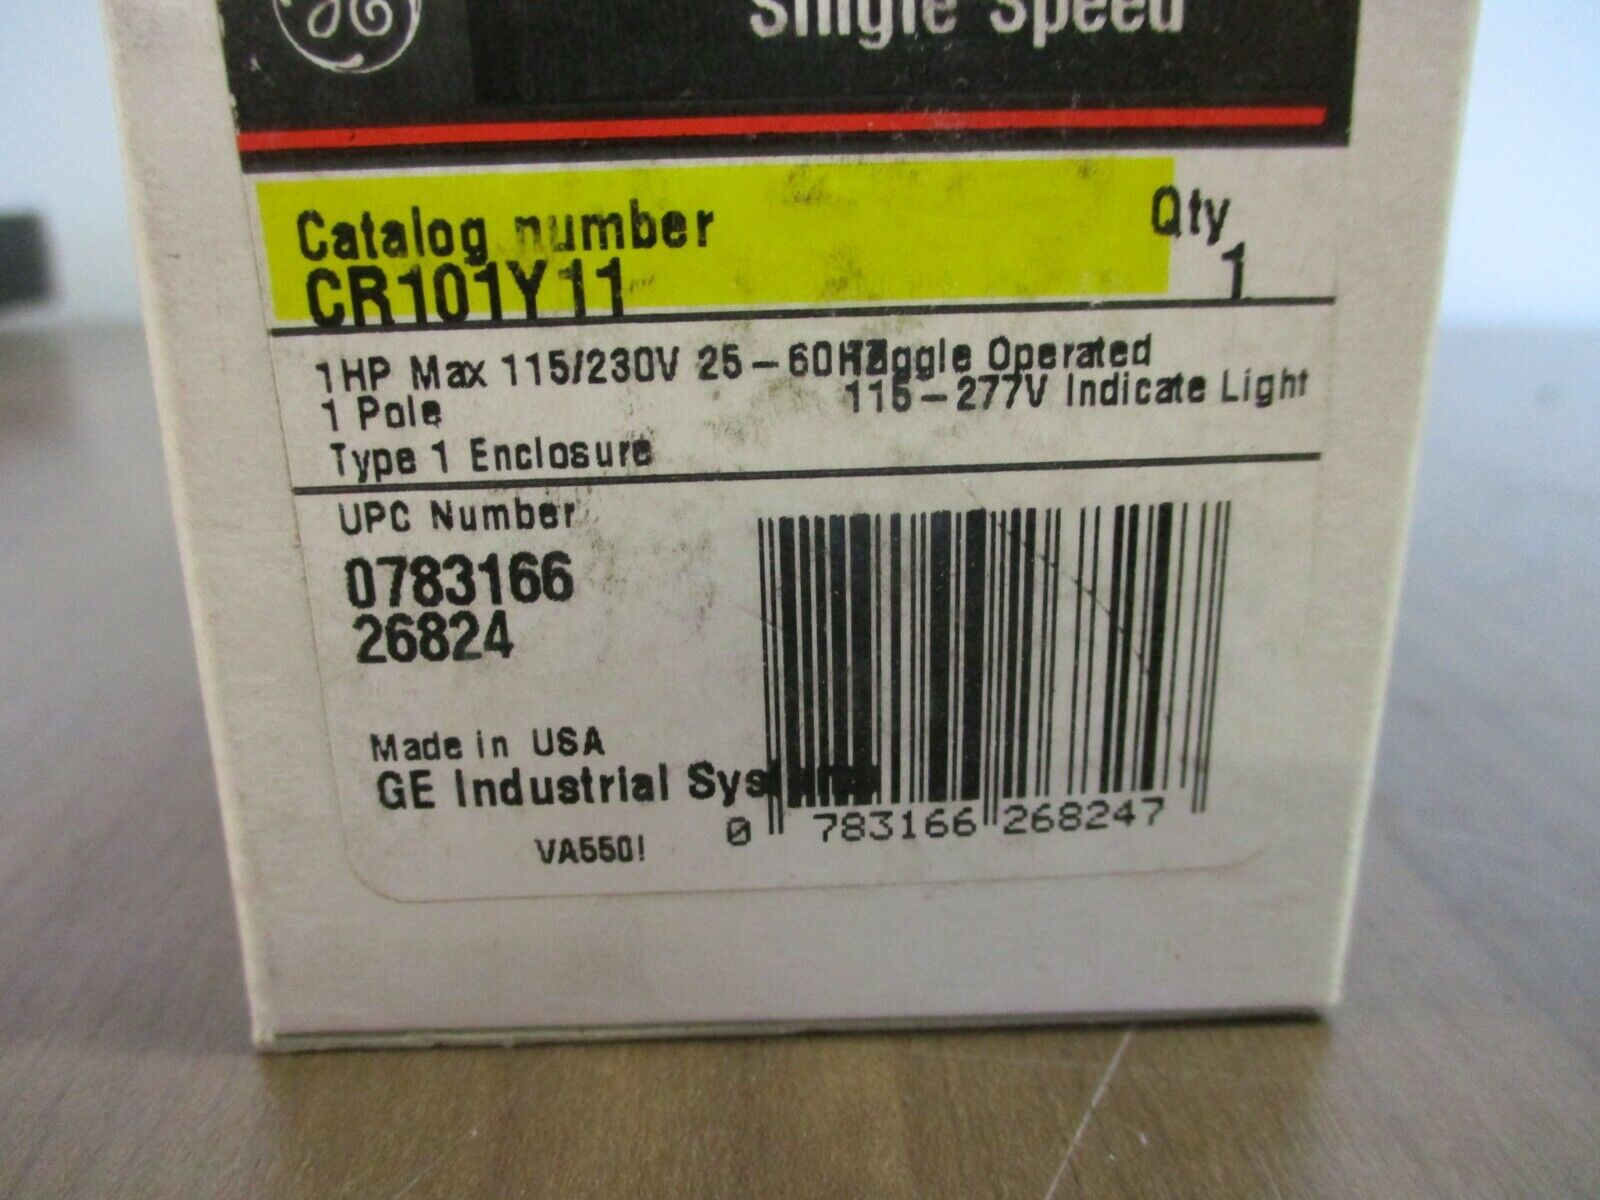 Single Speed
Catalog number Qty
CR101Y11 1
1HP Max 115/230V 25-60HZ Toggle Operated
1 Pole 115-277V Indicate Light
Type 1 Enclosure
UPC Number
0783166
26824
Made in USA
GE Industrial Systems
0 783166 268247